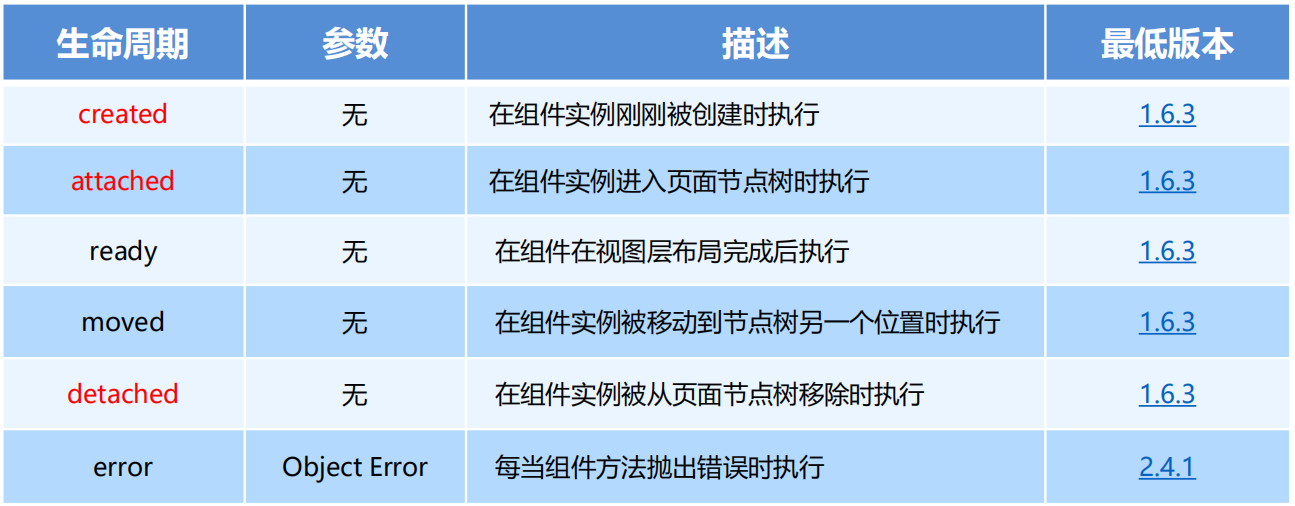 生命周期 参数 描述 最低版本
created 无 在组件实例刚刚被创建时执行 1.6.3
attached 无 在组件实例进入页面节点树时执行 1.6.3
ready 无 在组件在视图层布局完成后执行 1.6.3
moved 无 在组件实例被移动到节点树另一个位置时执行 1.6.3
detached 无 在组件实例被从页面节点树移除时执行 1.6.3
error Object Error 每当组件方法抛出错误时执行 2.4.1